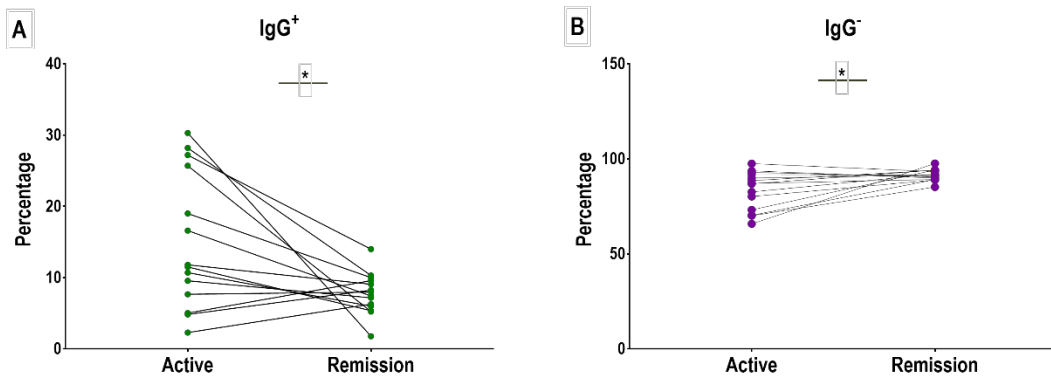 A
IgG⁺
*
40
30
20
10
0
Percentage
Active
Remission
B
IgG⁻
*
150
100
50
0
Percentage
Active
Remission